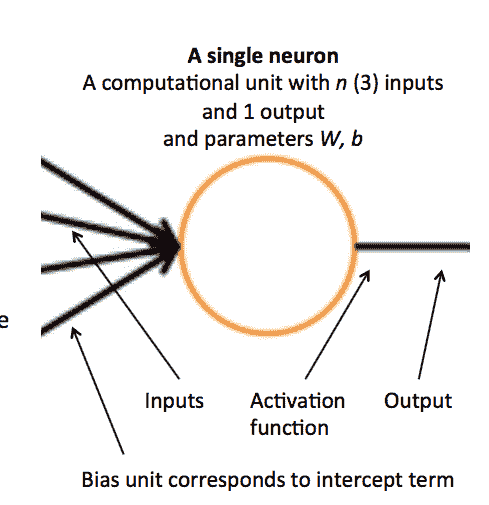 A single neuron
A computational unit with n (3) inputs
and 1 output
and parameters W, b
e
Inputs
Activation
function
Output
Bias unit corresponds to intercept term